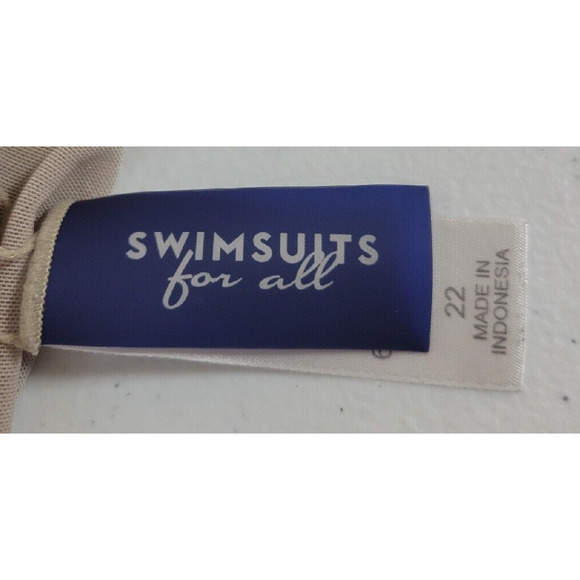 SWIMSUITS
for all
22
MADE IN
INDONESIA